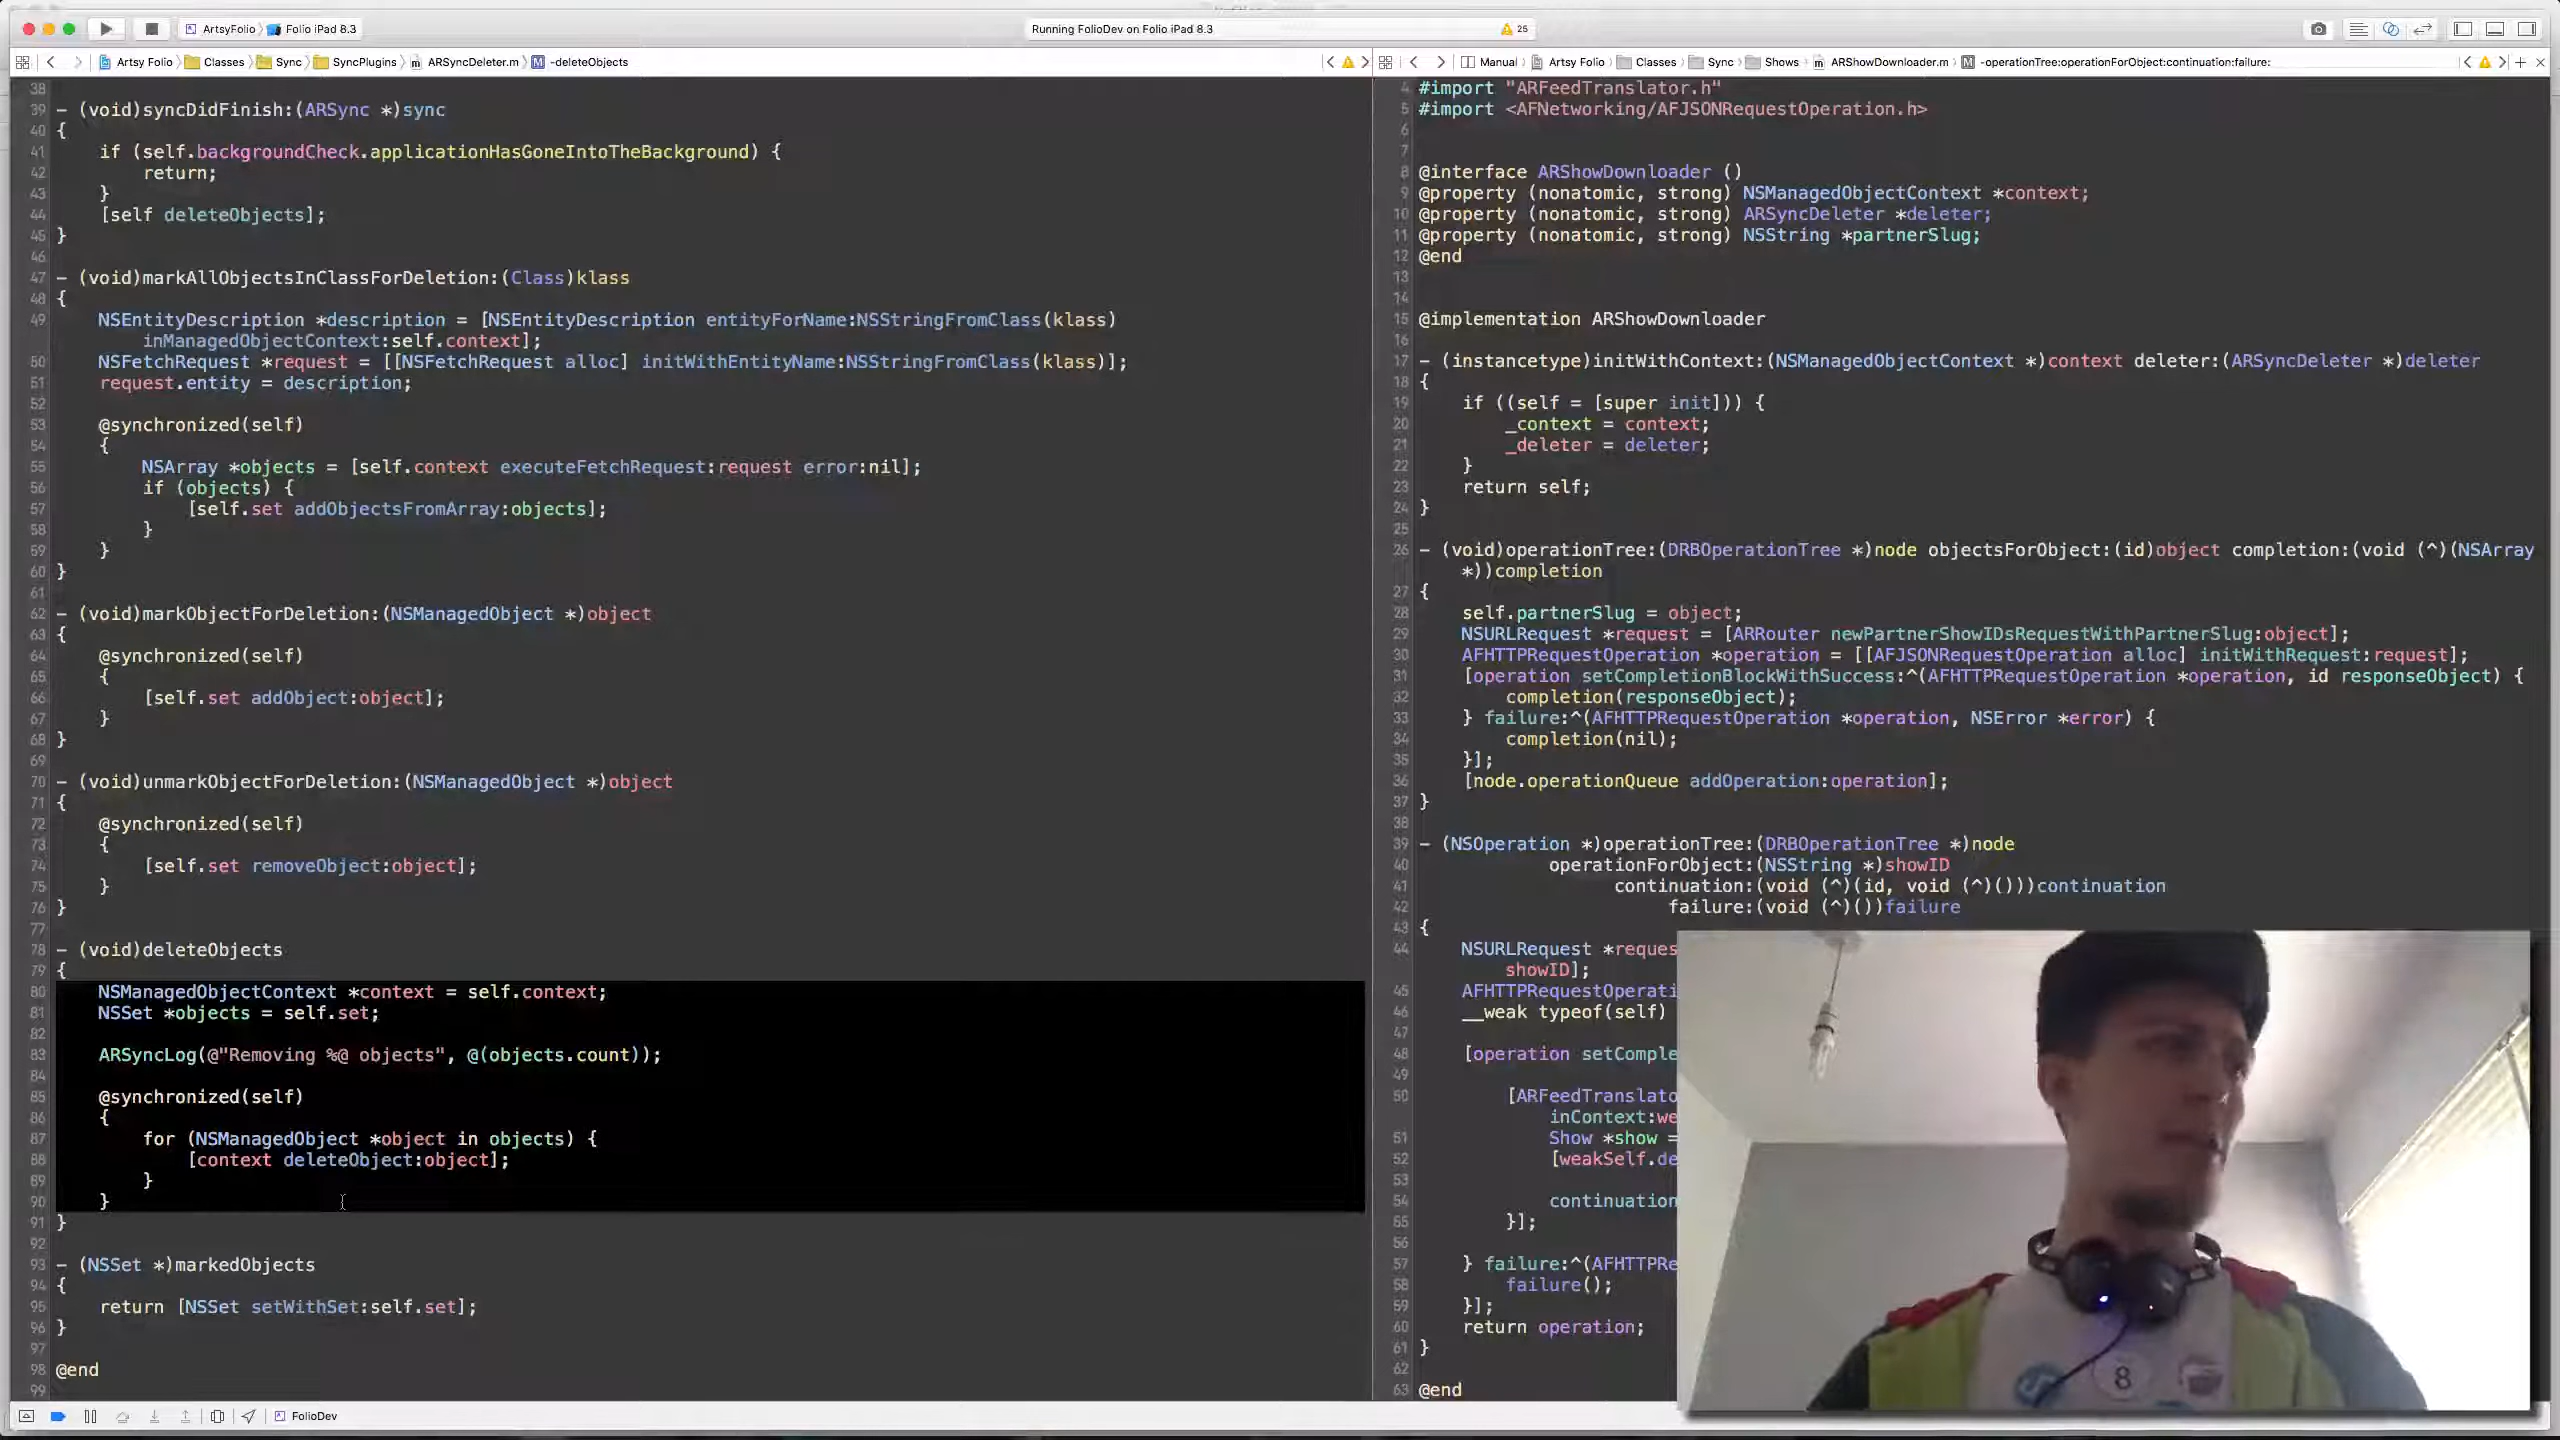 ArtsyFolio Folio iPad 8.3
Running FolioDev on Folio iPad 8.3
25
Artsy Folio Classes Sync SyncPlugins ARSyncDeleter.m -deleteObjects
38
39 - (void)syncDidFinish:(ARSync *)sync
40 {
41 if (self.backgroundCheck.applicationHasGoneIntoTheBackground) {
42 return;
43 }
44 [self deleteObjects];
45 }
46
47 - (void)markAllObjectsInClassForDeletion:(Class)klass
48 {
49 NSEntityDescription *description = [NSEntityDescription entityForName:NSStringFromClass(klass)
inManagedObjectContext:self.context];
50 NSFetchRequest *request = [[NSFetchRequest alloc] initWithEntityName:NSStringFromClass(klass)];
51 request.entity = description;
52
53 @synchronized(self)
54 {
55 NSArray *objects = [self.context executeFetchRequest:request error:nil];
56 if (objects) {
57 [self.set addObjectsFromArray:objects];
58 }
59 }
60 }
61
62 - (void)markObjectForDeletion:(NSManagedObject *)object
63 {
64 @synchronized(self)
65 {
66 [self.set addObject:object];
67 }
68 }
69
70 - (void)unmarkObjectForDeletion:(NSManagedObject *)object
71 {
72 @synchronized(self)
73 {
74 [self.set removeObject:object];
75 }
76 }
77
78 - (void)deleteObjects
79 {
80 NSManagedObjectContext *context = self.context;
81 NSSet *objects = self.set;
82
83 ARSyncLog(@"Removing %@ objects", @(objects.count));
84
85 @synchronized(self)
86 {
87 for (NSManagedObject *object in objects) {
88 [context deleteObject:object];
89 }
90 }
91 }
92
93 - (NSSet *)markedObjects
94 {
95 return [NSSet setWithSet:self.set];
96 }
97
98 @end
99
FolioDev
Manual Artsy Folio Classes Sync Shows ARShowDownloader.m -operationTree:operationForObject:continuation:failure:
4 #import "ARFeedTranslator.h"
5 #import <AFNetworking/AFJSONRequestOperation.h>
6
7
8 @interface ARShowDownloader ()
9 @property (nonatomic, strong) NSManagedObjectContext *context;
10 @property (nonatomic, strong) ARSyncDeleter *deleter;
11 @property (nonatomic, strong) NSString *partnerSlug;
12 @end
13
14
15 @implementation ARShowDownloader
16
17 - (instancetype)initWithContext:(NSManagedObjectContext *)context deleter:(ARSyncDeleter *)deleter
18 {
19 if ((self = [super init])) {
20 _context = context;
21 _deleter = deleter;
22 }
23 return self;
24 }
25
26 - (void)operationTree:(DRBOperationTree *)node objectsForObject:(id)object completion:(void (^)(NSArray
*))completion
27 {
28 self.partnerSlug = object;
29 NSURLRequest *request = [ARRouter newPartnerShowIDsRequestWithPartnerSlug:object];
30 AFHTTPRequestOperation *operation = [[AFJSONRequestOperation alloc] initWithRequest:request];
31 [operation setCompletionBlockWithSuccess:^(AFHTTPRequestOperation *operation, id responseObject) {
32 completion(responseObject);
33 } failure:^(AFHTTPRequestOperation *operation, NSError *error) {
34 completion(nil);
35 }];
36 [node.operationQueue addOperation:operation];
37 }
38
39 - (NSOperation *)operationTree:(DRBOperationTree *)node
40 operationForObject:(NSString *)showID
41 continuation:(void (^)(id, void (^)()))continuation
42 failure:(void (^)())failure
43 {
44 NSURLRequest *reques
showID];
45 AFHTTPRequestOperati
46 __weak typeof(self)
47
48 [operation setComple
49
50 [ARFeedTranslato
inContext:we
51 Show *show =
52 [weakSelf.de
54 continuation
55 }];
56
57 } failure:^(AFHTTPRe
58 failure();
59 }];
60 return operation;
61 }
62
63 @end
8